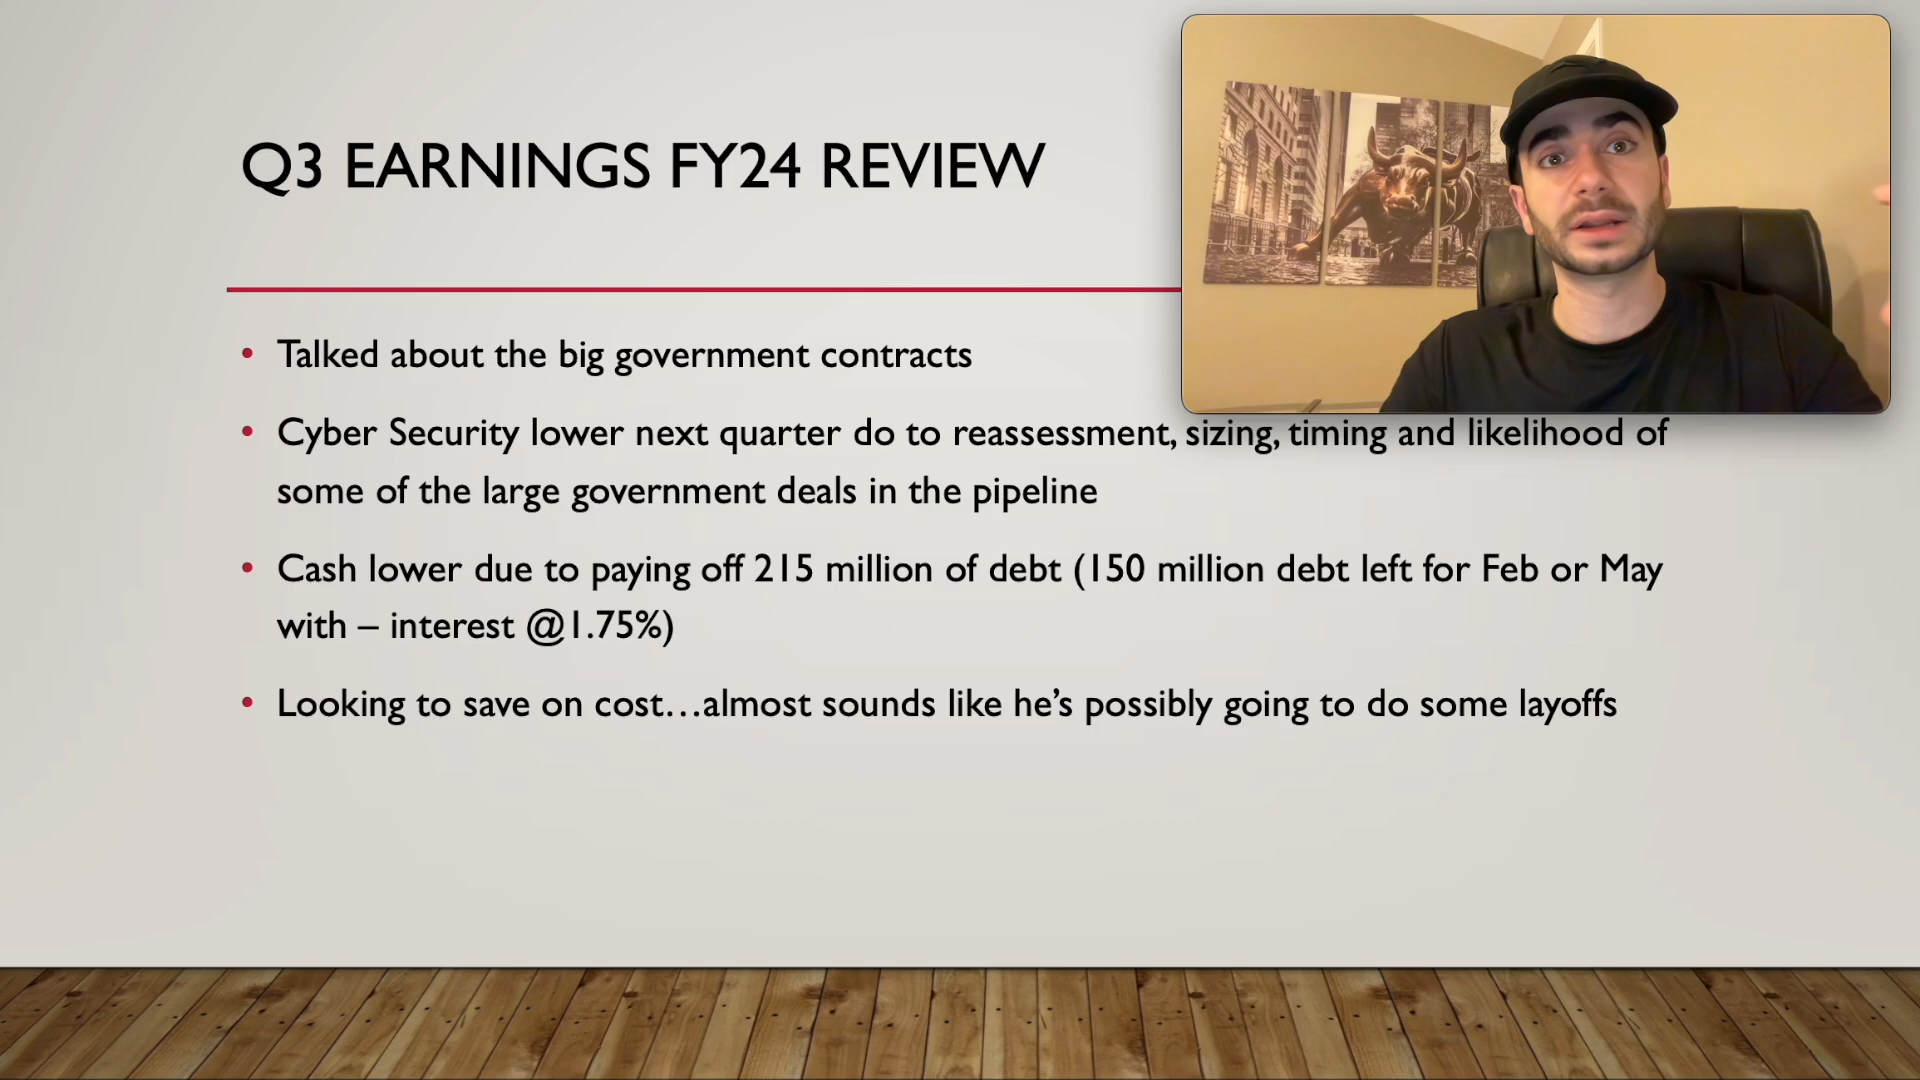 Q3 EARNINGS FY24 REVIEW
• Talked about the big government contracts
• Cyber Security lower next quarter do to reassessment, sizing, timing and likelihood of
some of the large government deals in the pipeline
• Cash lower due to paying off 215 million of debt (150 million debt left for Feb or May
with – interest @1.75%)
• Looking to save on cost…almost sounds like he’s possibly going to do some layoffs